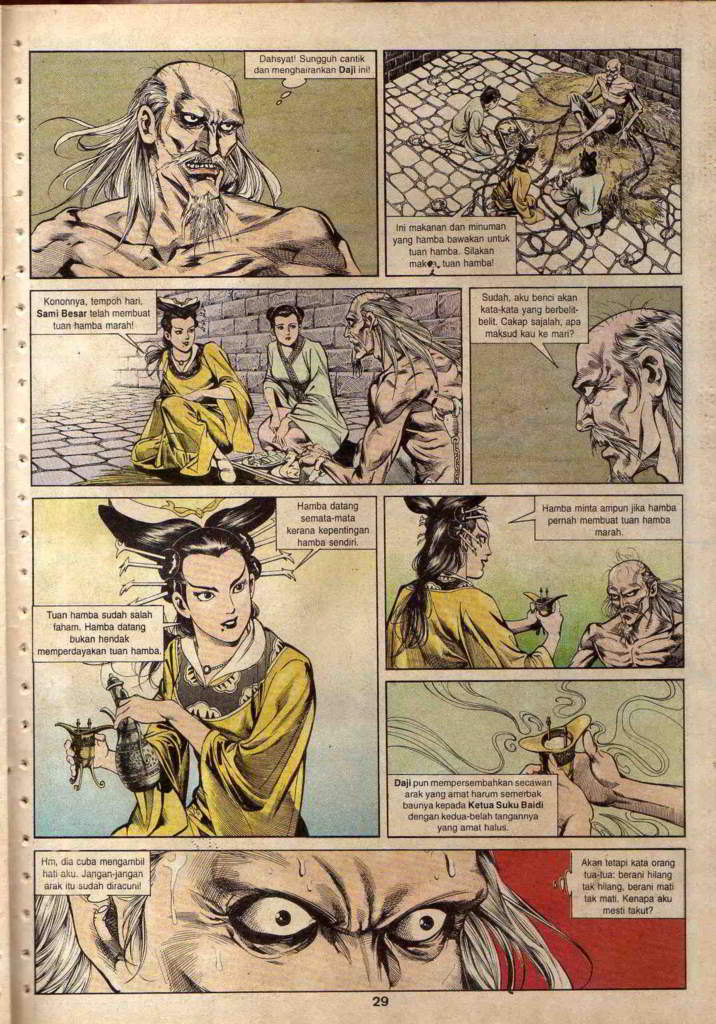 Dahsyat! Sungguh cantik
dan menghairankan Daji ini!
Ini makanan dan minuman
yang hamba bawakan untuk
tuan hamba. Silakan
makan, tuan hamba!
Kononnya, tempoh hari,
Sami Besar telah membuat
tuan hamba marah!
Sudah, aku benci akan
kata-kata yang berbelit-
belit. Cakap sajalah, apa
maksud kau ke mari?
Hamba datang
semata-mata
kerana kepentingan
hamba sendiri.
Tuan hamba sudah salah
faham. Hamba datang
bukan hendak
memperdayakan tuan hamba.
Hamba minta ampun jika hamba
pernah membuat tuan hamba
marah.
Daji pun mempersembahkan secawan
arak yang amat harum semerbak
baunya kepada Ketua Suku Baidi
dengan kedua-belah tangannya
yang amat halus.
Hm, dia cuba mengambil
hati aku. Jangan-jangan
arak itu sudah diracuni!
Akan tetapi kata orang
tua-tua: berani hilang
tak hilang, berani mati
tak mati. Kenapa aku
mesti takut?
29